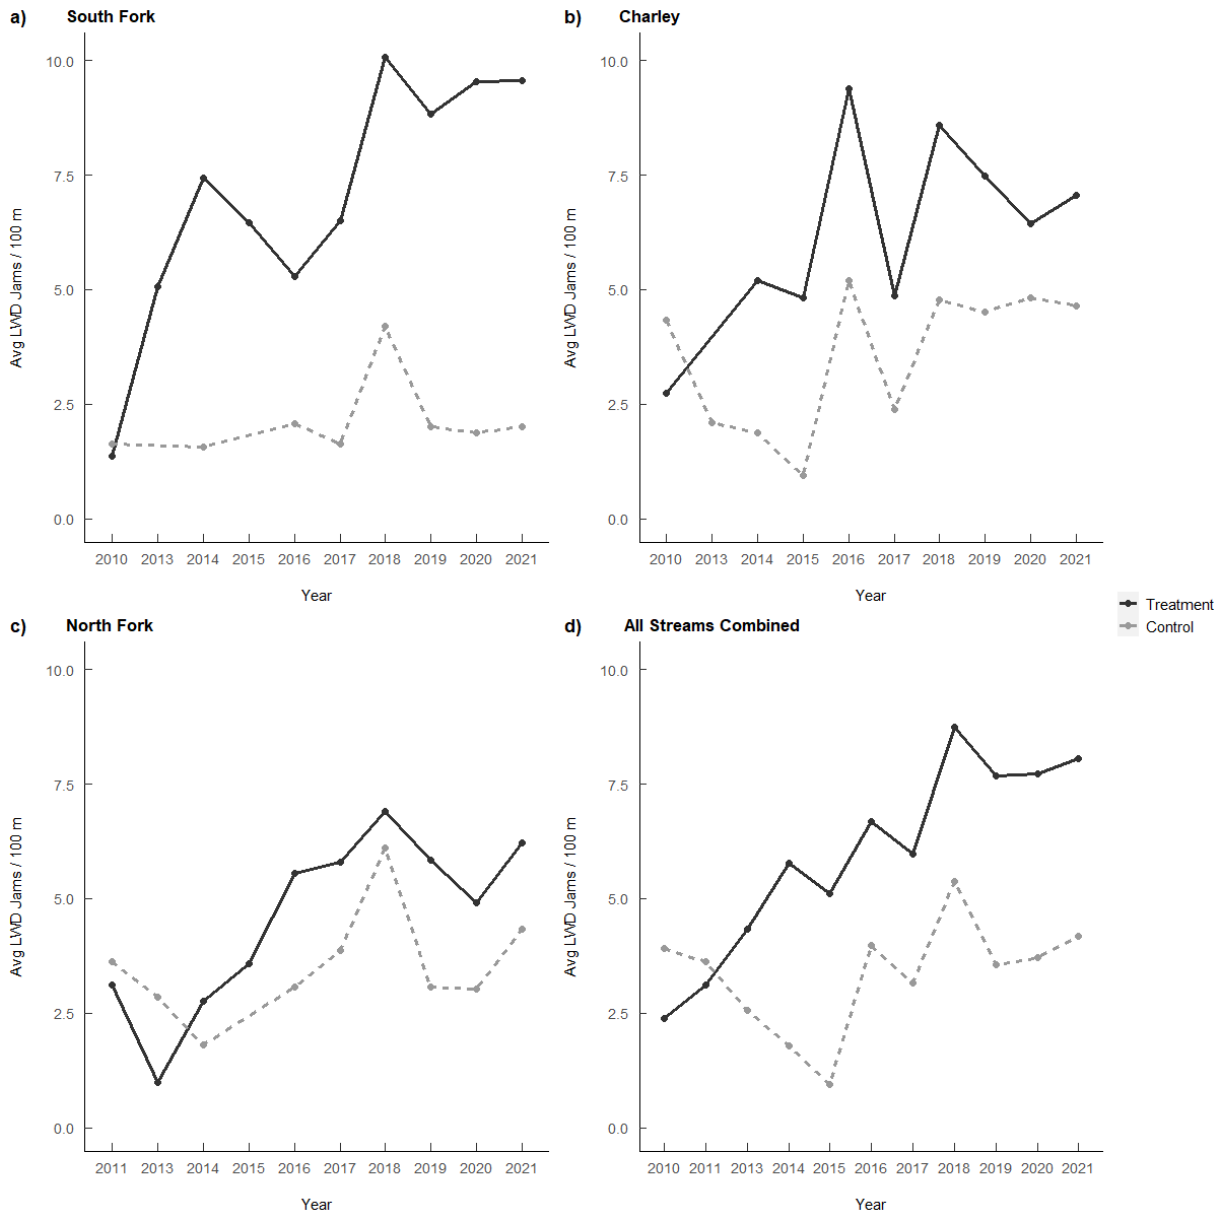 a) South Fork
10.0
7.5
5.0
2.5
0.0
Avg LWD Jams / 100 m
2010 2013 2014 2015 2016 2017 2018 2019 2020 2021
Year
b) Charley
10.0
7.5
5.0
2.5
0.0
Avg LWD Jams / 100 m
2010 2013 2014 2015 2016 2017 2018 2019 2020 2021
Year
Treatment
Control
c) North Fork
10.0
7.5
5.0
2.5
0.0
Avg LWD Jams / 100 m
2011 2013 2014 2015 2016 2017 2018 2019 2020 2021
Year
d) All Streams Combined
10.0
7.5
5.0
2.5
0.0
Avg LWD Jams / 100 m
2010 2011 2013 2014 2015 2016 2017 2018 2019 2020 2021
Year